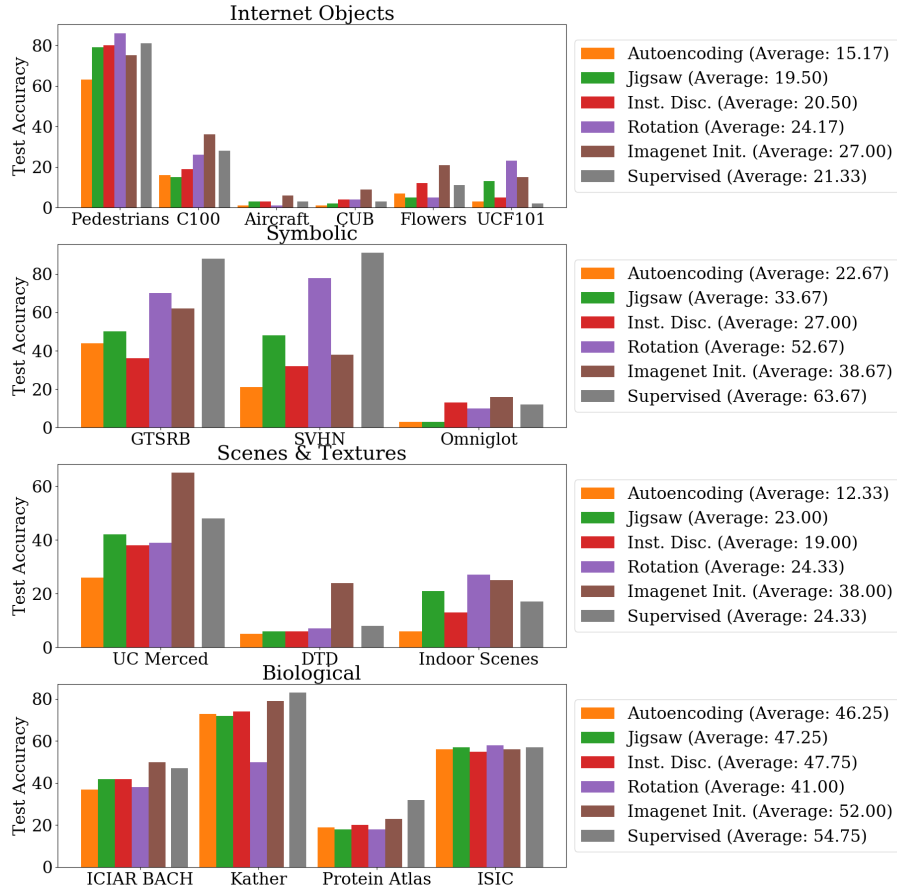 Internet Objects
Test Accuracy
80
60
40
20
0
Pedestrians C100 Aircraft CUB Flowers UCF101
Autoencoding (Average: 15.17)
Jigsaw (Average: 19.50)
Inst. Disc. (Average: 20.50)
Rotation (Average: 24.17)
Imagenet Init. (Average: 27.00)
Supervised (Average: 21.33)
Symbolic
Test Accuracy
80
60
40
20
0
GTSRB SVHN Omniglot
Autoencoding (Average: 22.67)
Jigsaw (Average: 33.67)
Inst. Disc. (Average: 27.00)
Rotation (Average: 52.67)
Imagenet Init. (Average: 38.67)
Supervised (Average: 63.67)
Scenes & Textures
Test Accuracy
60
40
20
0
UC Merced DTD Indoor Scenes
Autoencoding (Average: 12.33)
Jigsaw (Average: 23.00)
Inst. Disc. (Average: 19.00)
Rotation (Average: 24.33)
Imagenet Init. (Average: 38.00)
Supervised (Average: 24.33)
Biological
Test Accuracy
80
60
40
20
0
ICIAR BACH Kather Protein Atlas ISIC
Autoencoding (Average: 46.25)
Jigsaw (Average: 47.25)
Inst. Disc. (Average: 47.75)
Rotation (Average: 41.00)
Imagenet Init. (Average: 52.00)
Supervised (Average: 54.75)